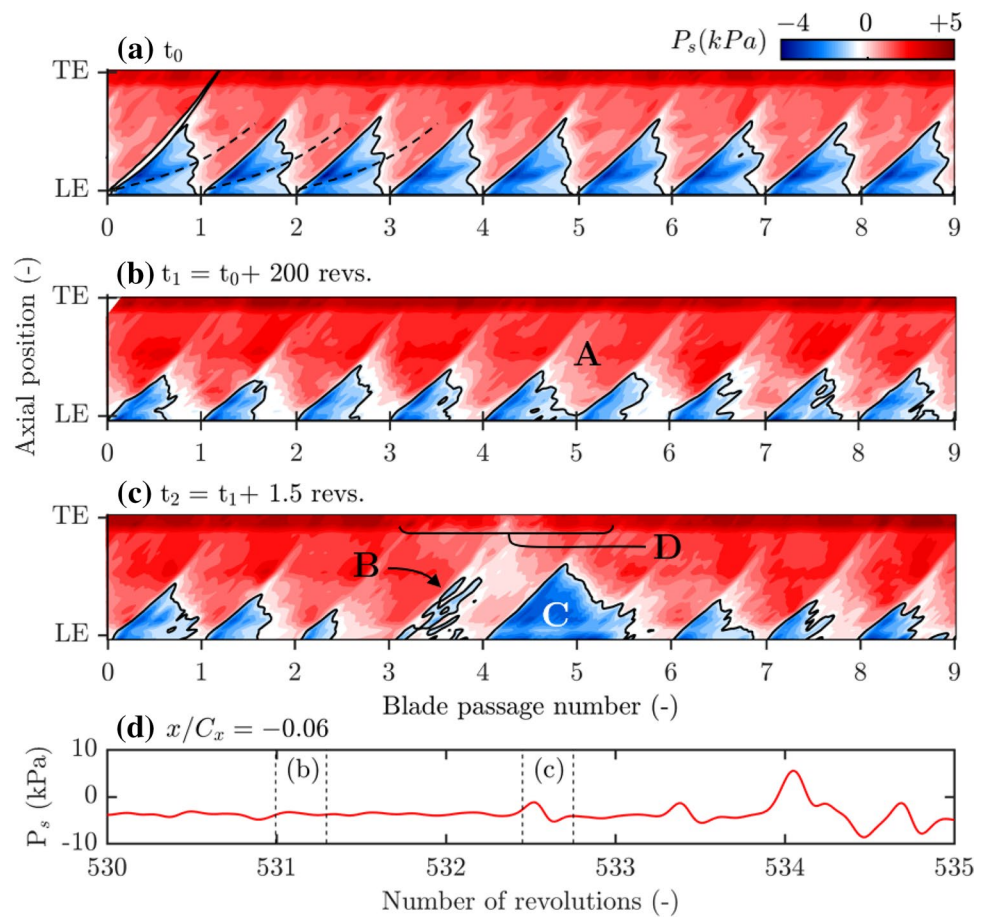 (a) t₀
P_s(kPa) −4 0 +5
TE
LE
0 1 2 3 4 5 6 7 8 9
(b) t₁ = t₀+ 200 revs.
TE
A
LE
0 1 2 3 4 5 6 7 8 9
Axial position (-)
(c) t₂ = t₁+ 1.5 revs.
TE
D
B
C
LE
0 1 2 3 4 5 6 7 8 9
Blade passage number (-)
(d) x/C_x = −0.06
10
(b) (c)
0
-10
P_s (kPa)
530 531 532 533 534 535
Number of revolutions (-)